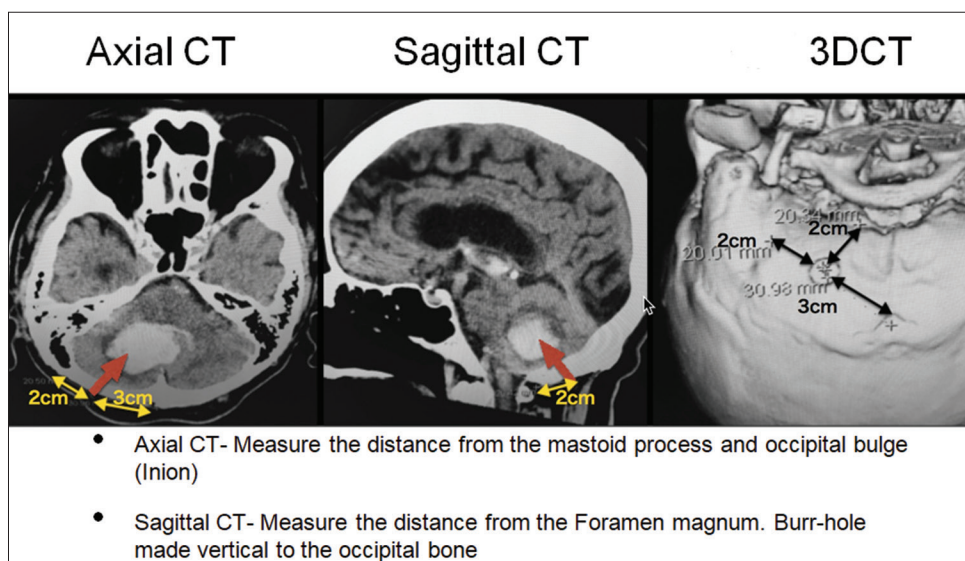 Axial CT
Sagittal CT
3DCT
2cm
3cm
2cm
20.34 mm
2cm
2cm
20.01 mm
30.98 mm
3cm
• Axial CT- Measure the distance from the mastoid process and occipital bulge
(Inion)
• Sagittal CT- Measure the distance from the Foramen magnum. Burr-hole
made vertical to the occipital bone